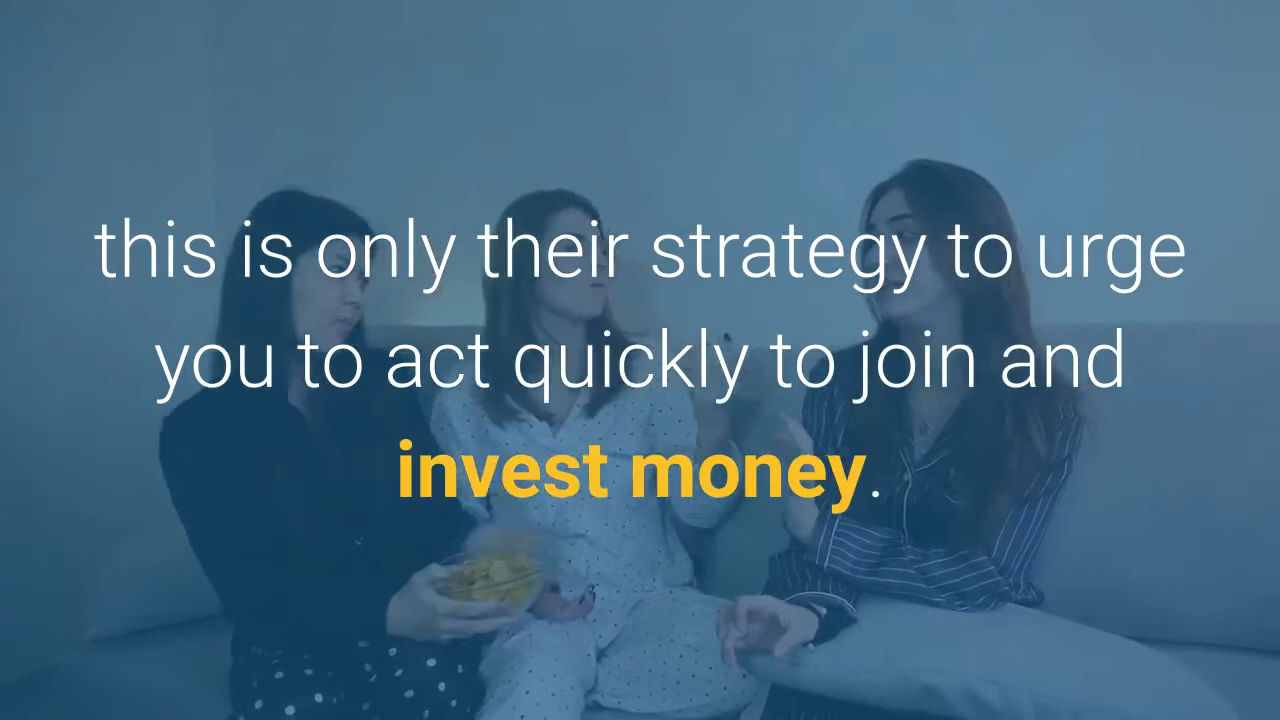 this is only their strategy to urge
you to act quickly to join and
invest money.